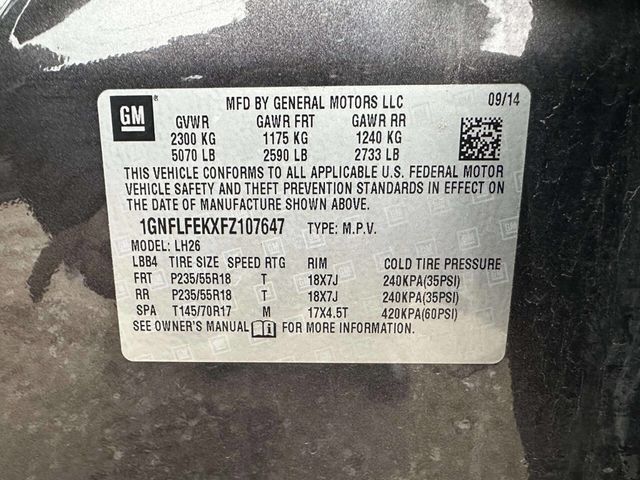 GM
MFD BY GENERAL MOTORS LLC 09/14
GVWR GAWR FRT GAWR RR
2300 KG 1175 KG 1240 KG
5070 LB 2590 LB 2733 LB
THIS VEHICLE CONFORMS TO ALL APPLICABLE U.S. FEDERAL MOTOR
VEHICLE SAFETY AND THEFT PREVENTION STANDARDS IN EFFECT ON
THE DATE OF MANUFACTURE SHOWN ABOVE.
1GNFLFEKXFZ107647 TYPE: M.P.V.
MODEL: LH26
LBB4 TIRE SIZE SPEED RTG RIM COLD TIRE PRESSURE
FRT P235/55R18 T 18X7J 240KPA(35PSI)
RR P235/55R18 T 18X7J 240KPA(35PSI)
SPA T145/70R17 M 17X4.5T 420KPA(60PSI)
SEE OWNER'S MANUAL FOR MORE INFORMATION.